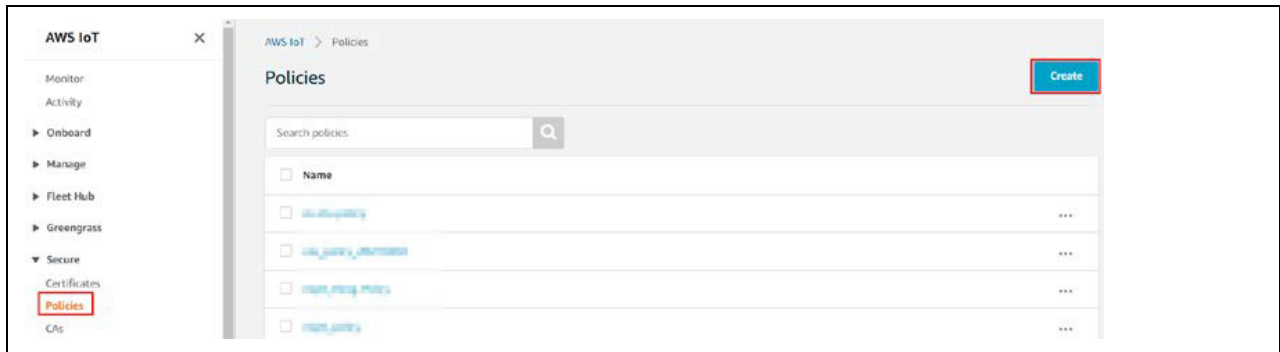 AWS IoT
Monitor
Activity
Onboard
Manage
Fleet Hub
Greengrass
Secure
Certificates
Policies
CAs
AWS IoT > Policies
Policies
Create
Search policies
Name